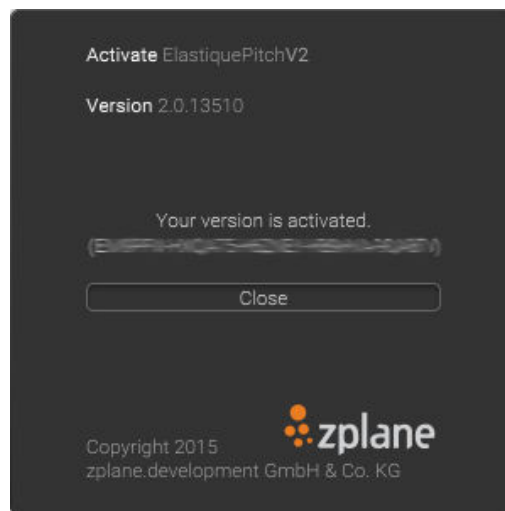 Activate ElastiquePitchV2
Version 2.0.13510
Your version is activated.
Close
zplane
Copyright 2015
zplane.development GmbH & Co. KG